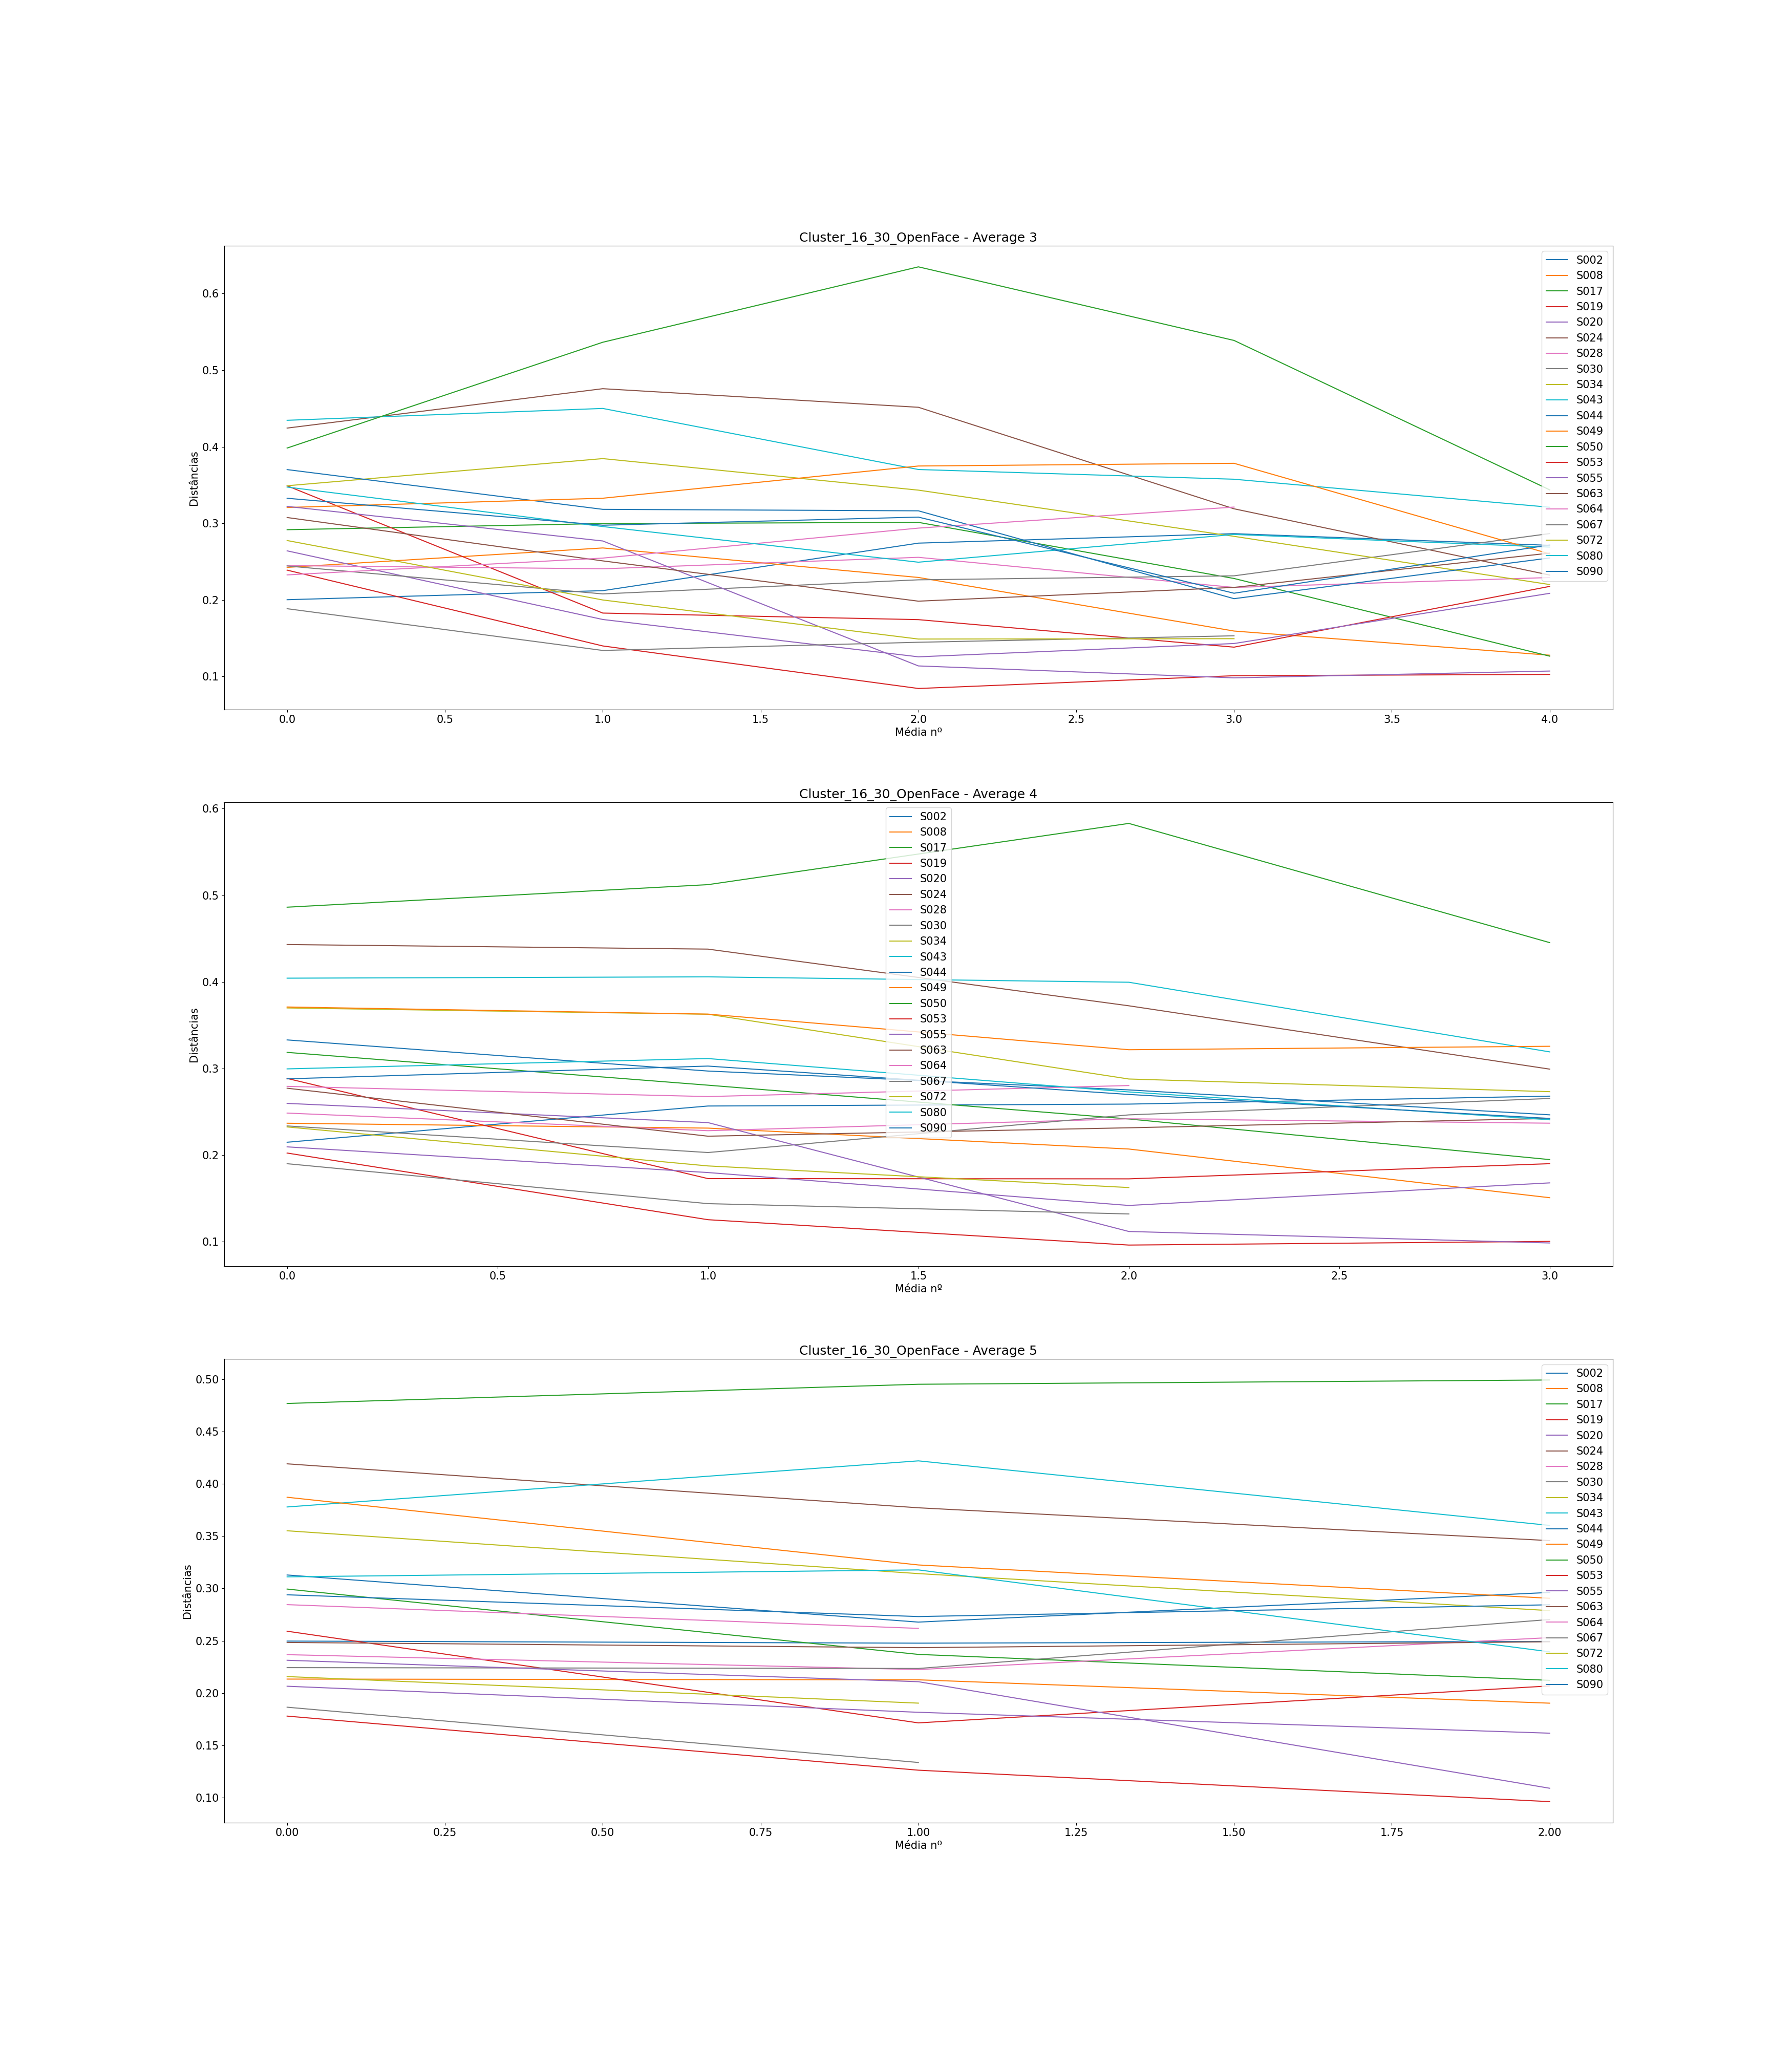 Cluster_16_30_OpenFace - Average 3
Distâncias
0.6
0.5
0.4
0.3
0.2
0.1
0.0 0.5 1.0 1.5 2.0 2.5 3.0 3.5 4.0
Média nº
S002
S008
S017
S019
S020
S024
S028
S030
S034
S043
S044
S049
S050
S053
S055
S063
S064
S067
S072
S080
S090
Cluster_16_30_OpenFace - Average 4
Distâncias
0.6
0.5
0.4
0.3
0.2
0.1
0.0 0.5 1.0 1.5 2.0 2.5 3.0
Média nº
S002
S008
S017
S019
S020
S024
S028
S030
S034
S043
S044
S049
S050
S053
S055
S063
S064
S067
S072
S080
S090
Cluster_16_30_OpenFace - Average 5
Distâncias
0.50
0.45
0.40
0.35
0.30
0.25
0.20
0.15
0.10
0.00 0.25 0.50 0.75 1.00 1.25 1.50 1.75 2.00
Média nº
S002
S008
S017
S019
S020
S024
S028
S030
S034
S043
S044
S049
S050
S053
S055
S063
S064
S067
S072
S080
S090